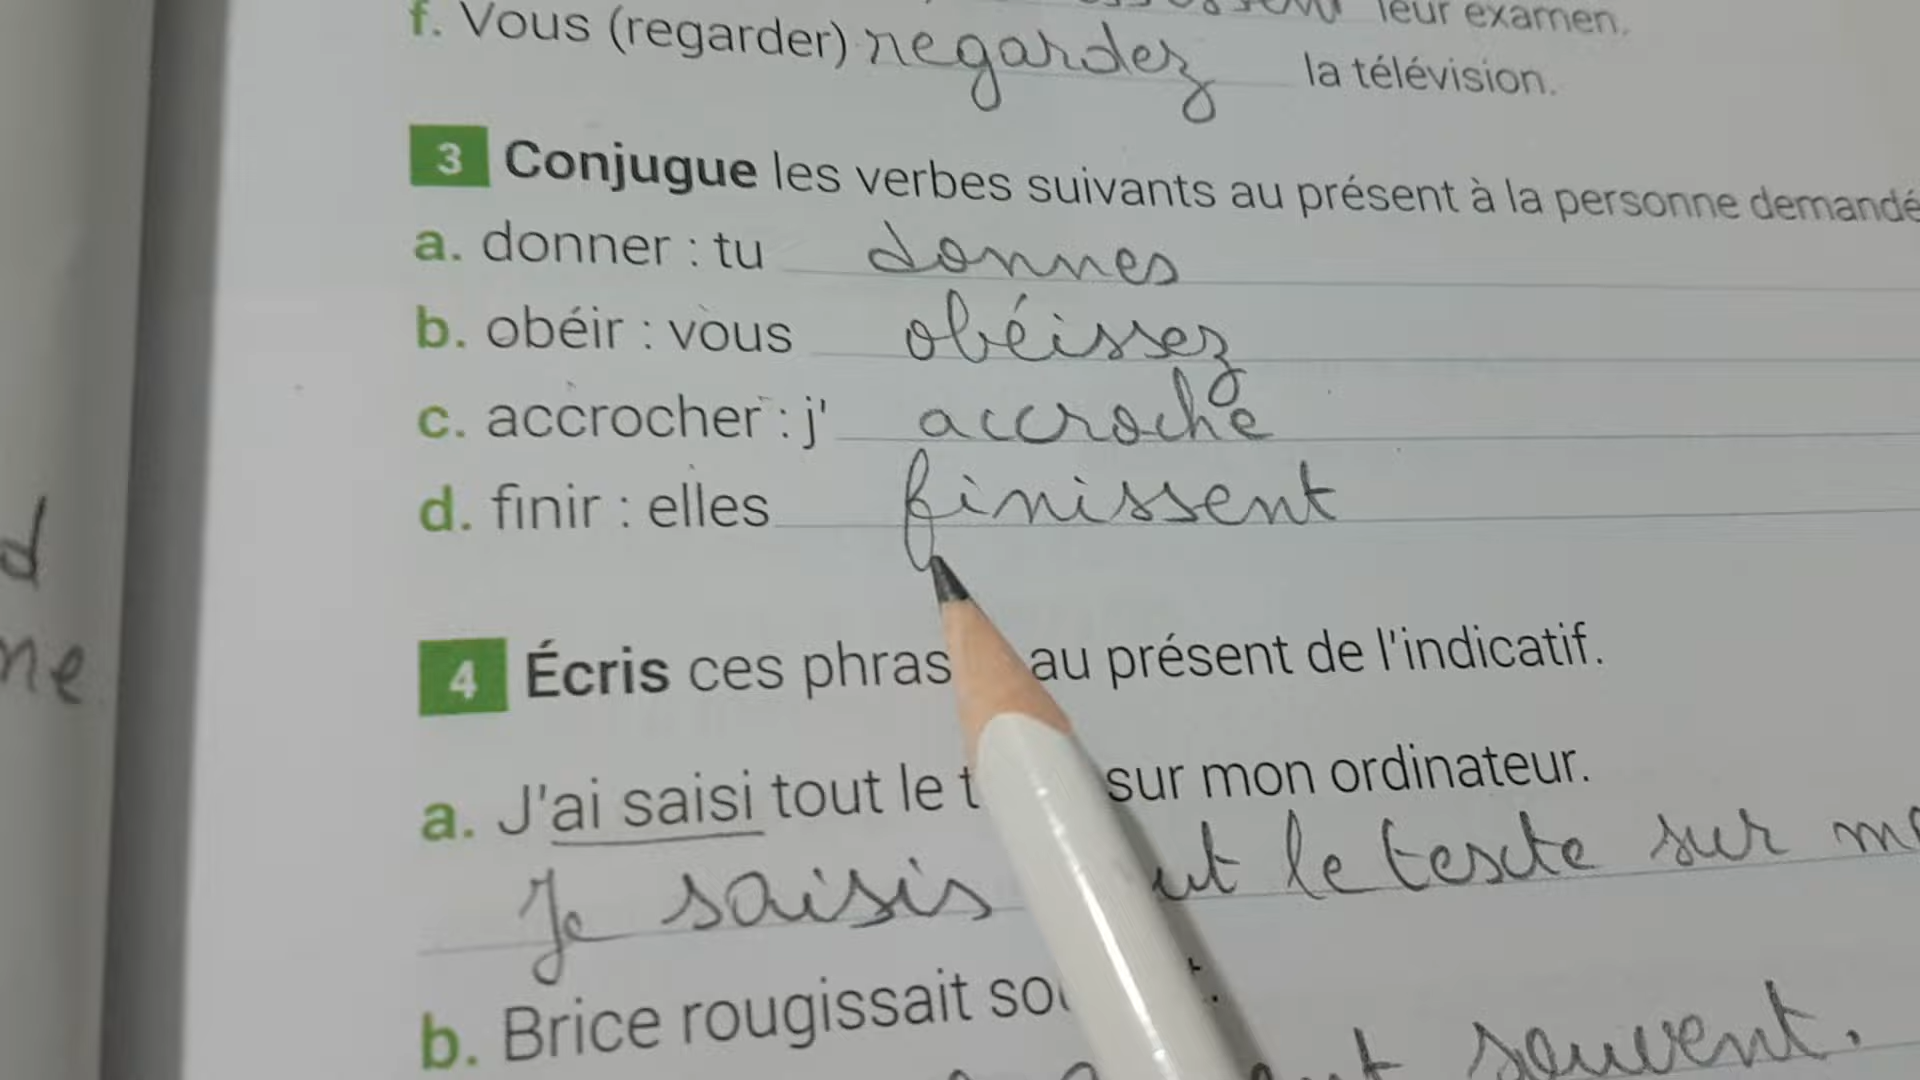 leur examen.
f. Vous (regarder) regardez la télévision.
3 Conjugue les verbes suivants au présent à la personne demandé
a. donner : tu donnes
b. obéir : vous obéissez
c. accrocher : j' accroche
d. finir : elles finissent
d
ne
4 Écris ces phras au présent de l'indicatif.
a. J'ai saisi tout le t sur mon ordinateur.
Je saisis ut le texte sur m
b. Brice rougissait so
souvent.